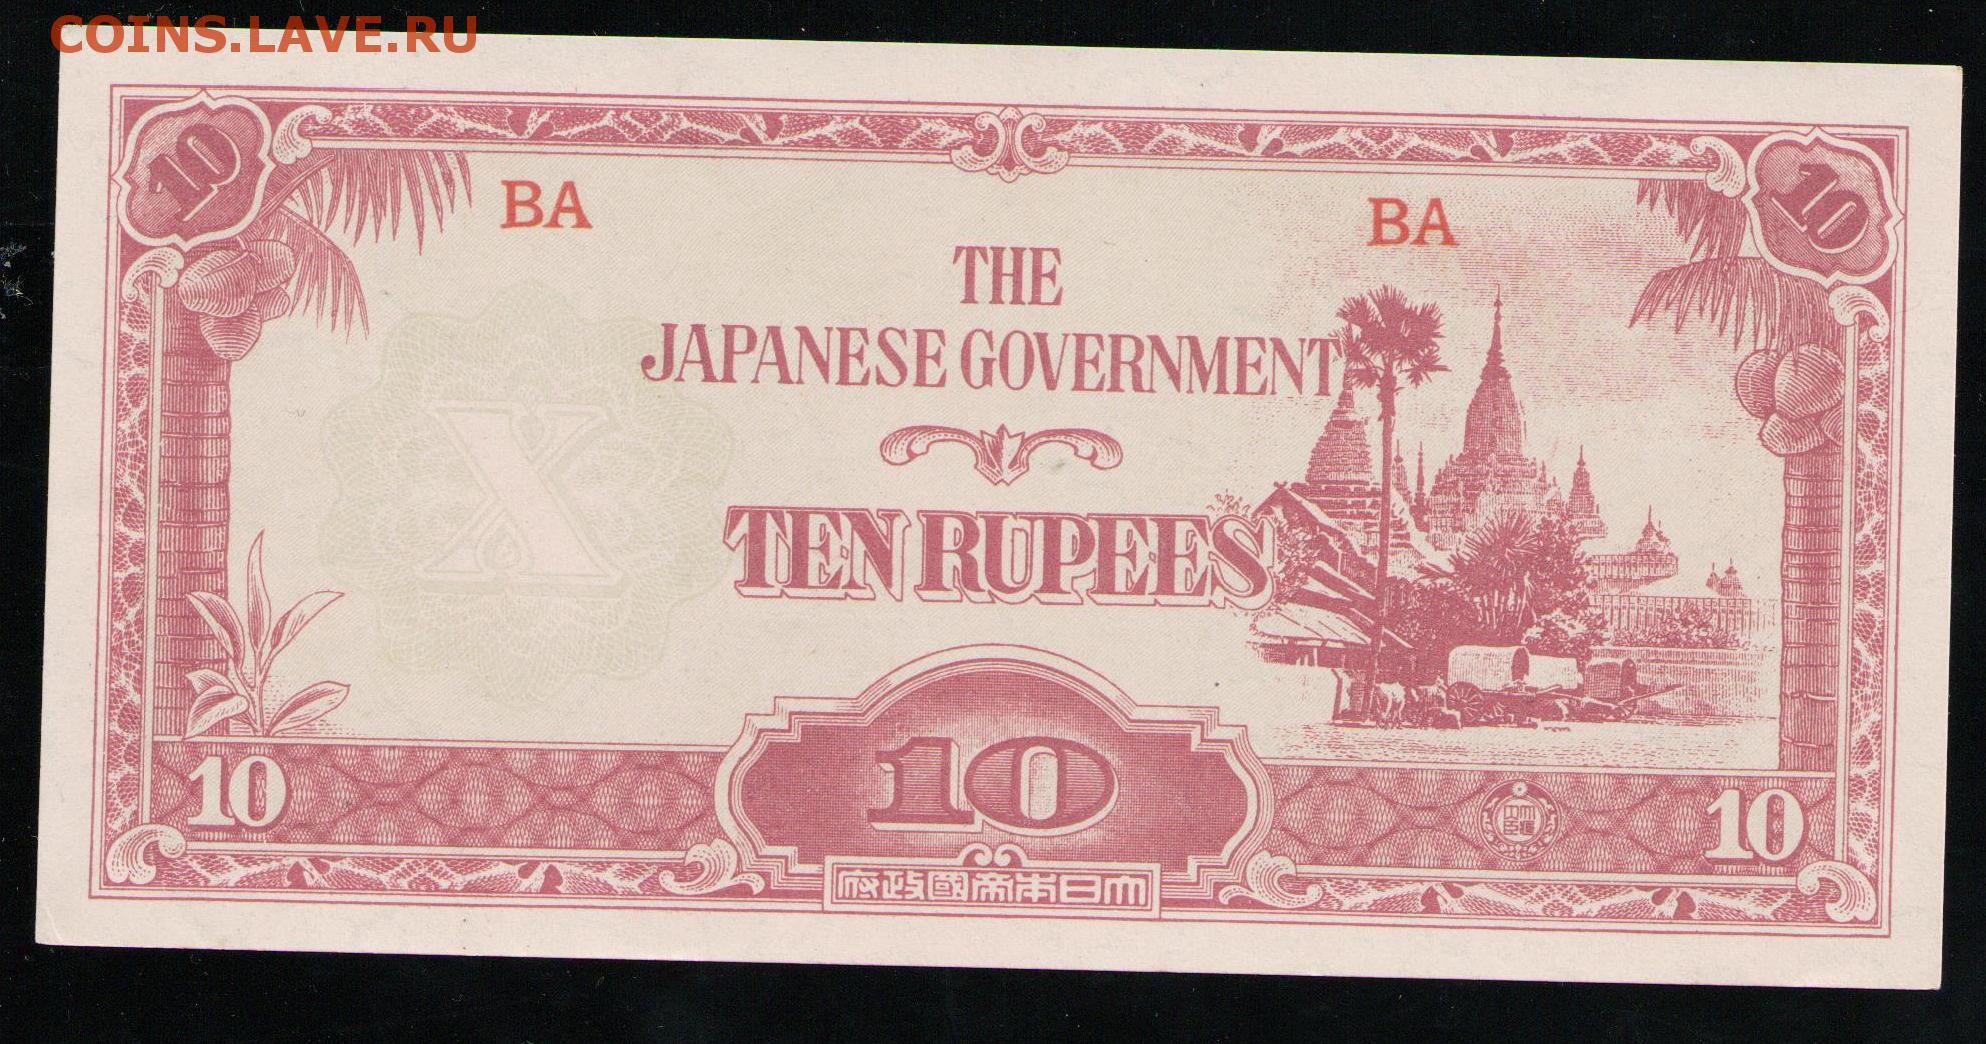 COINS.LAVE.RU
10 10
BA BA
THE
JAPANESE GOVERNMENT
X
TEN RUPEES
10 10 10
府政國帝本日大